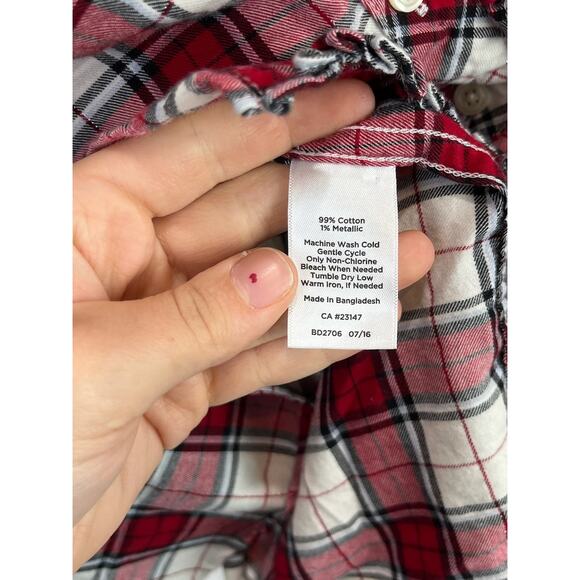 99% Cotton
1% Metallic
Machine Wash Cold
Gentle Cycle
Only Non-Chlorine
Bleach When Needed
Tumble Dry Low
Warm Iron, if Needed
Made in Bangladesh
CA #23147
BD2706 07/16